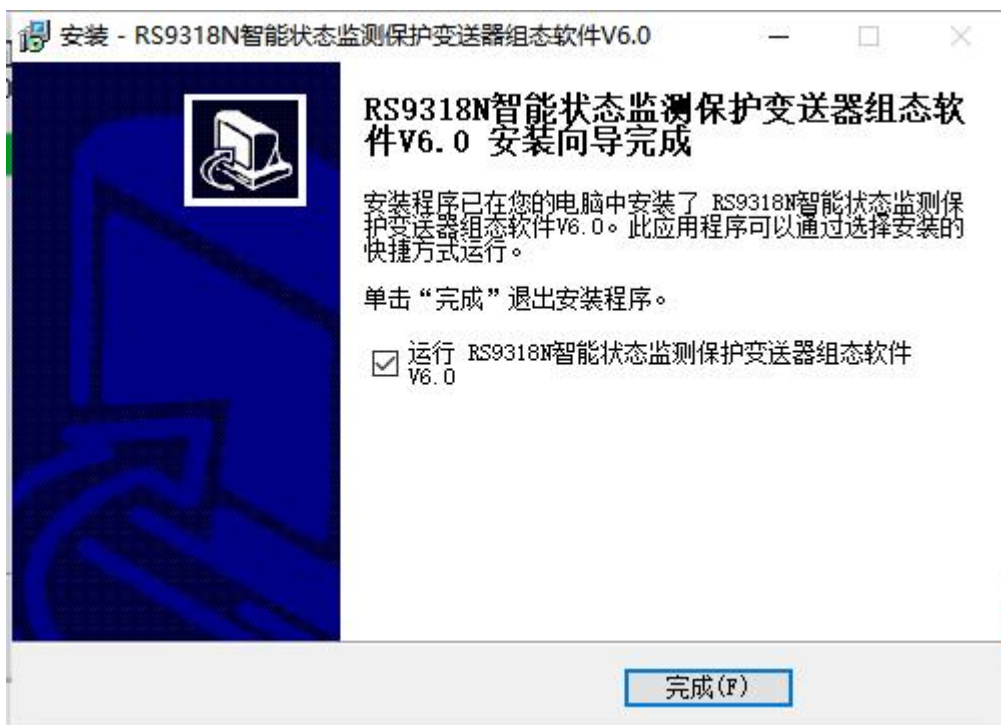 安装 - RS9318N智能状态监测保护变送器组态软件V6.0
RS9318N智能状态监测保护变送器组态软
件V6.0 安装向导完成
安装程序已在您的电脑中安装了 RS9318N智能状态监测保
护变送器组态软件V6.0。此应用程序可以通过选择安装的
快捷方式运行。
单击“完成”退出安装程序。
运行 RS9318N智能状态监测保护变送器组态软件
V6.0
完成(F)